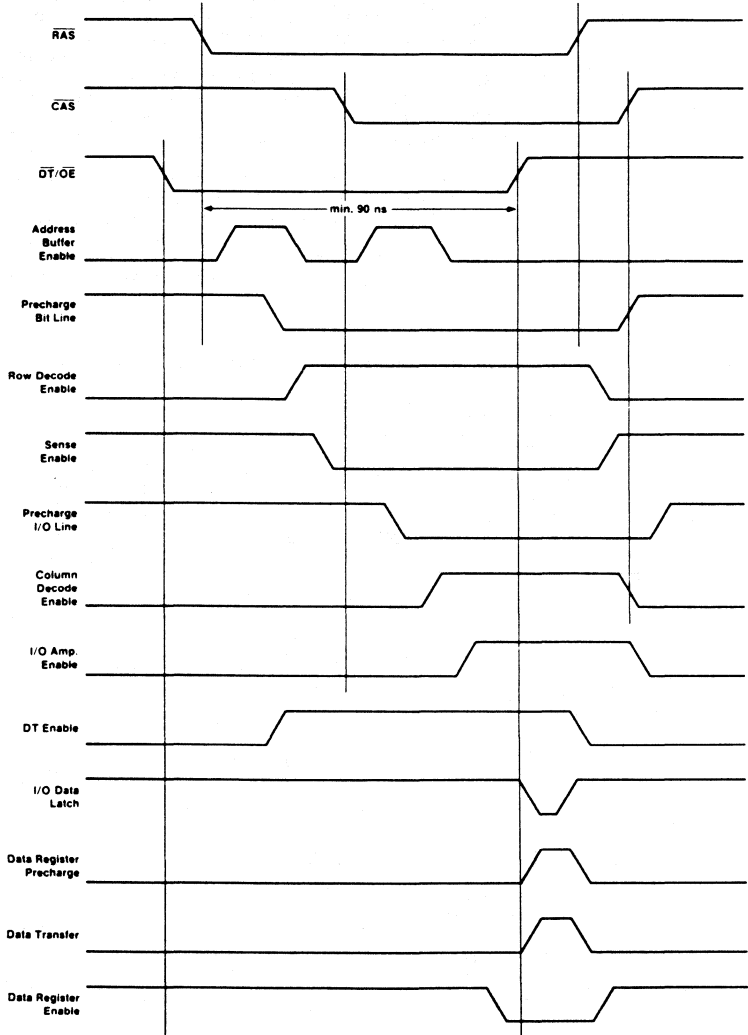 RAS
CAS
DT/OE
min. 90 ns
Address
Buffer
Enable
Precharge
Bit Line
Row Decode
Enable
Sense
Enable
Precharge
I/O Line
Column
Decode
Enable
I/O Amp.
Enable
DT Enable
I/O Data
Latch
Data Register
Precharge
Data Transfer
Data Register
Enable